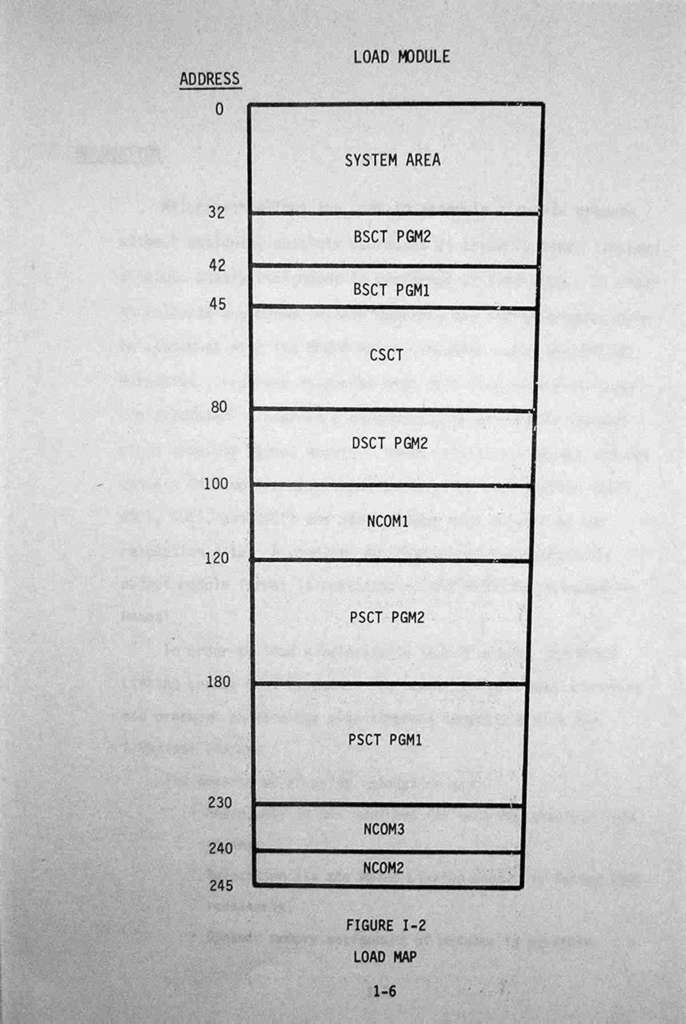 LOAD MODULE
ADDRESS
0
SYSTEM AREA
32
BSCT PGM2
42
BSCT PGM1
45
CSCT
80
DSCT PGM2
100
NCOM1
120
PSCT PGM2
180
PSCT PGM1
230
NCOM3
240
NCOM2
245
FIGURE I-2
LOAD MAP
1-6